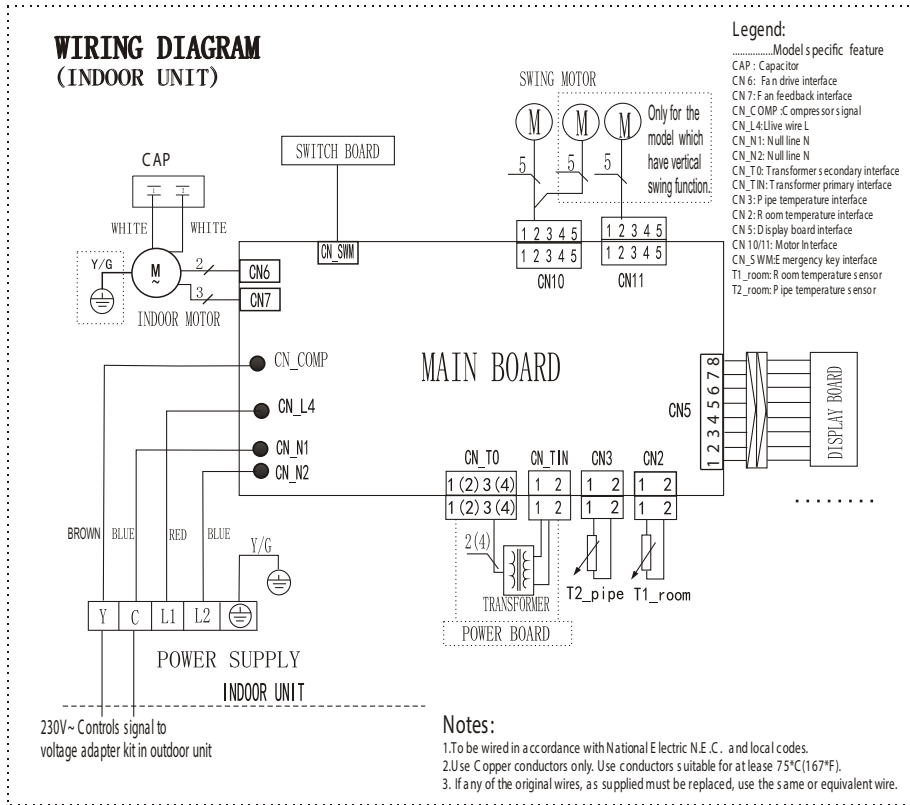 WIRING DIAGRAM
(INDOOR UNIT)
Legend:
................Model specific feature
CAP : Capacitor
CN 6: Fan drive interface
CN 7: Fan feedback interface
CN_COMP :Compressor signal
CN_L4:Llive wire L
CN_N1: Null line N
CN_N2: Null line N
CN_T0: Transformer secondary interface
CN_TIN: Transformer primary interface
CN 3: Pipe temperature interface
CN 2: Room temperature interface
CN 5: Display board interface
CN 10/11: Motor Interface
CN_SWM:Emergency key interface
T1_room: Room temperature sensor
T2_room: Pipe temperature sensor
SWING MOTOR
M
M
M
Only for the
model which
have vertical
swing function.
5
5
5
1 2 3 4 5
1 2 3 4 5
CN10
1 2 3 4 5
1 2 3 4 5
CN11
SWITCH BOARD
CN_SWM
CAP
WHITE
WHITE
Y/G
M
~
2
3
CN6
CN7
INDOOR MOTOR
CN_COMP
CN_L4
CN_N1
CN_N2
MAIN BOARD
CN5
1 2 3 4 5 6 7 8
DISPLAY BOARD
CN_TO
CN_TIN
CN3
CN2
1 (2) 3 (4)
1 2
1 2
1 2
1 (2) 3 (4)
1 2
1 2
1 2
2(4)
TRANSFORMER
T2_pipe
T1_room
POWER BOARD
BROWN
BLUE
RED
BLUE
Y/G
Y
C
L1
L2
POWER SUPPLY
INDOOR UNIT
230V~ Controls signal to
voltage adapter kit in outdoor unit
Notes:
1.To be wired in accordance with National Electric N.E.C. and local codes.
2.Use Copper conductors only. Use conductors suitable for at lease 75*C(167*F).
3. If any of the original wires, as supplied must be replaced, use the same or equivalent wire.